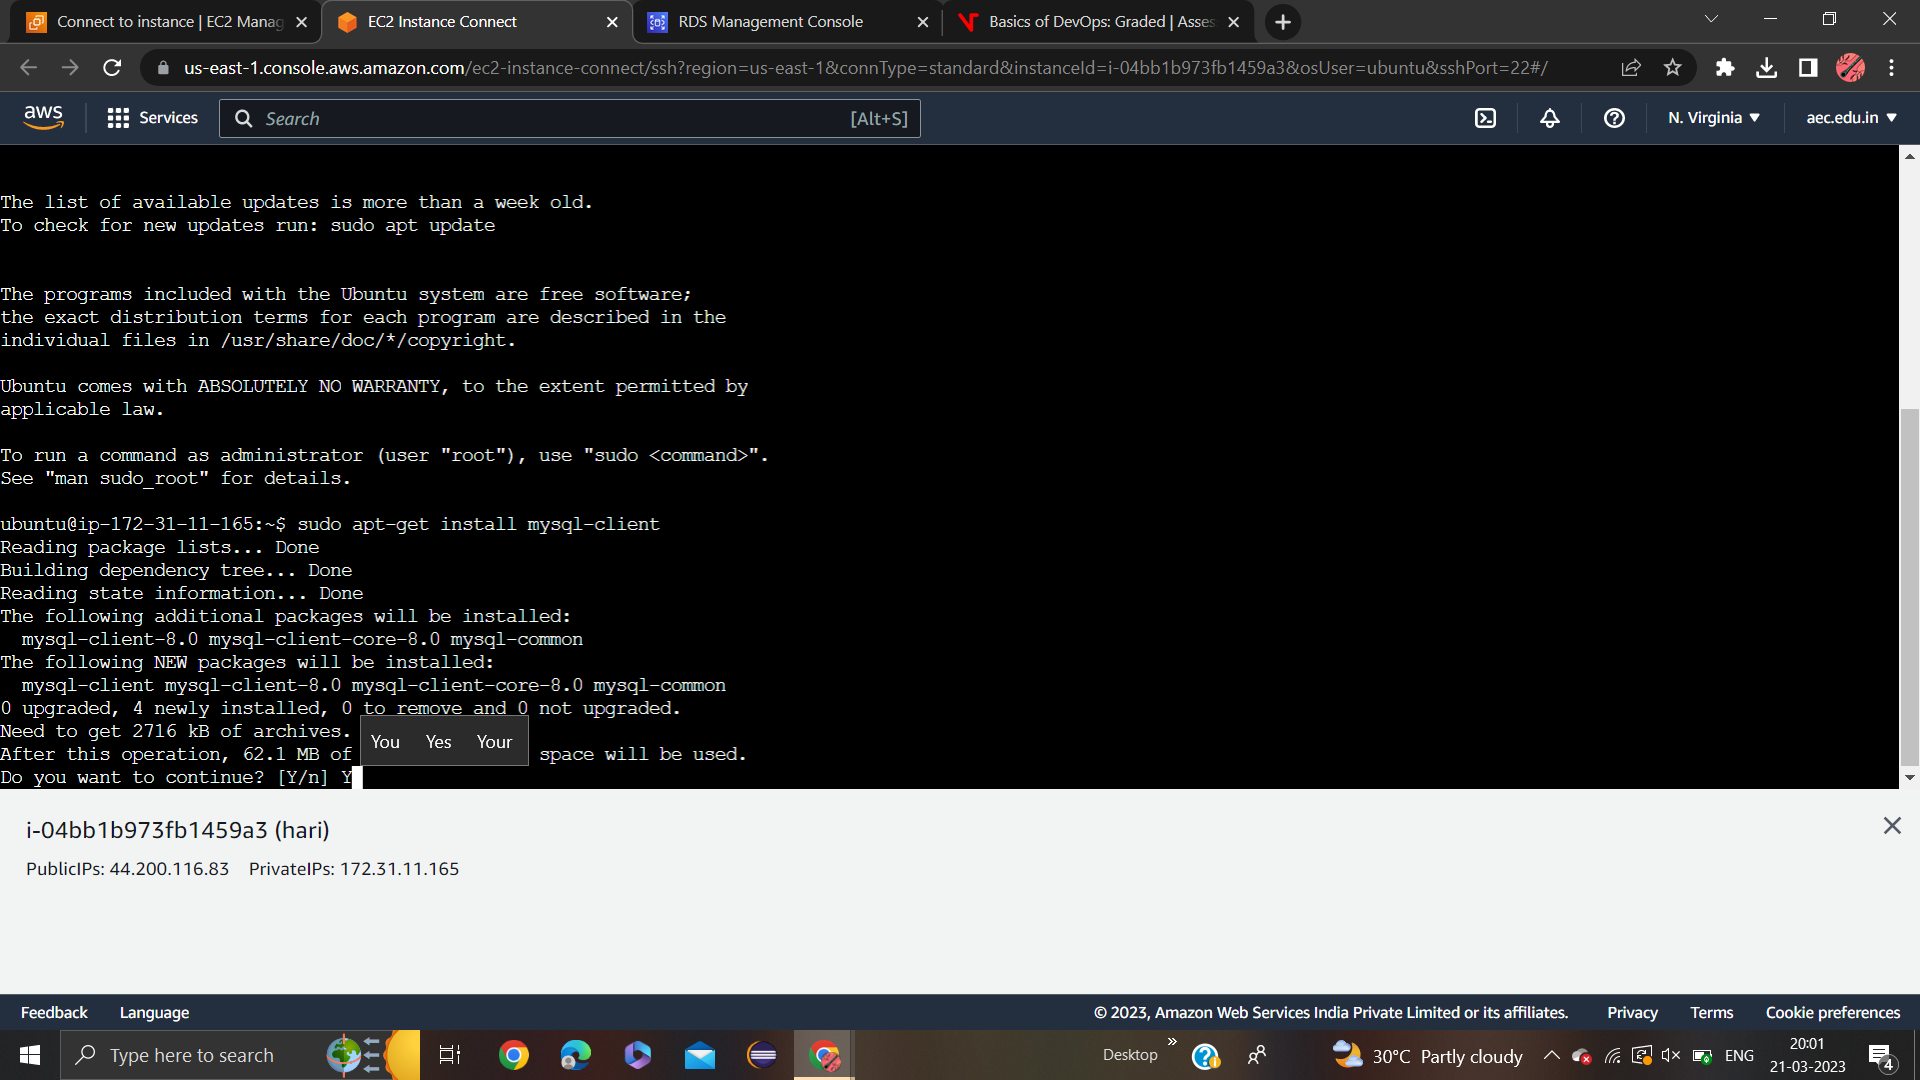 Connect to instance | EC2 Manag
EC2 Instance Connect
RDS Management Console
Basics of DevOps: Graded | Asses
us-east-1.console.aws.amazon.com/ec2-instance-connect/ssh?region=us-east-1&connType=standard&instanceId=i-04bb1b973fb1459a3&osUser=ubuntu&sshPort=22#/
aws
Services
Search
[Alt+S]
N. Virginia
aec.edu.in
The list of available updates is more than a week old.
To check for new updates run: sudo apt update
The programs included with the Ubuntu system are free software;
the exact distribution terms for each program are described in the
individual files in /usr/share/doc/*/copyright.
Ubuntu comes with ABSOLUTELY NO WARRANTY, to the extent permitted by
applicable law.
To run a command as administrator (user "root"), use "sudo <command>".
See "man sudo_root" for details.
ubuntu@ip-172-31-11-165:~$ sudo apt-get install mysql-client
Reading package lists... Done
Building dependency tree... Done
Reading state information... Done
The following additional packages will be installed:
mysql-client-8.0 mysql-client-core-8.0 mysql-common
The following NEW packages will be installed:
mysql-client mysql-client-8.0 mysql-client-core-8.0 mysql-common
0 upgraded, 4 newly installed, 0 to remove and 0 not upgraded.
Need to get 2716 kB of archives.
You Yes Your
After this operation, 62.1 MB of space will be used.
Do you want to continue? [Y/n] Y
i-04bb1b973fb1459a3 (hari)
PublicIPs: 44.200.116.83 PrivateIPs: 172.31.11.165
Feedback Language
© 2023, Amazon Web Services India Private Limited or its affiliates. Privacy Terms Cookie preferences
Type here to search
Desktop
30°C Partly cloudy
ENG
20:01
21-03-2023
4